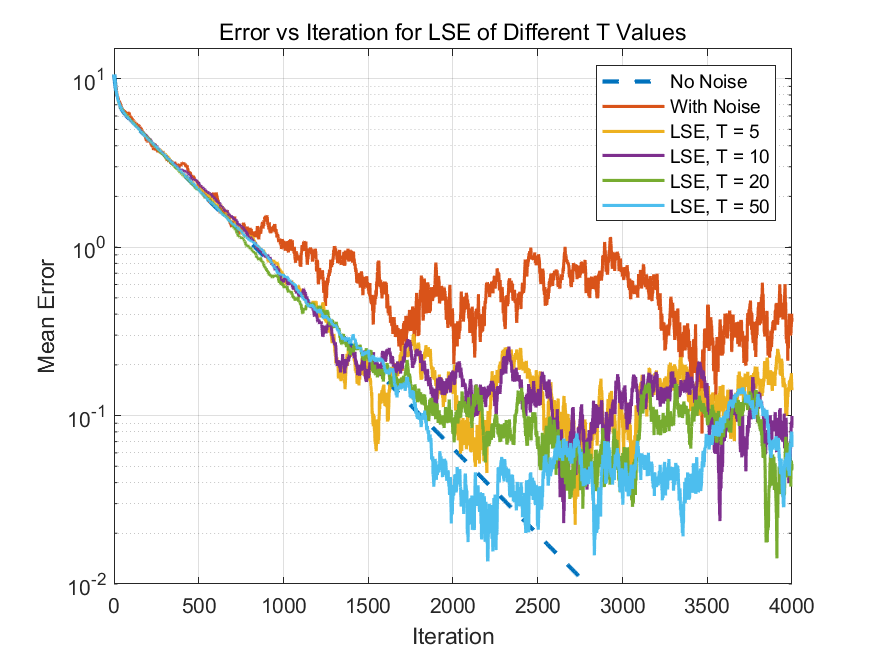 Error vs Iteration for LSE of Different T Values
No Noise
With Noise
LSE, T = 5
LSE, T = 10
LSE, T = 20
LSE, T = 50
Mean Error
10^1
10^0
10^-1
10^-2
0 500 1000 1500 2000 2500 3000 3500 4000
Iteration